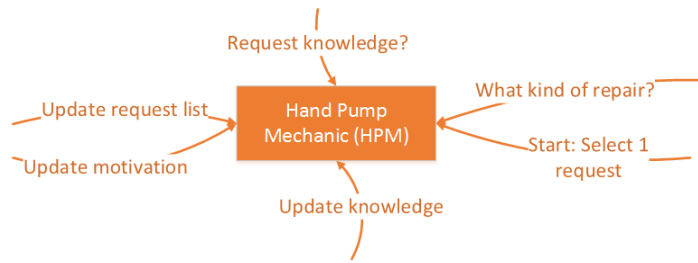 Request knowledge?
What kind of repair?
Update request list
Hand Pump
Mechanic (HPM)
Start: Select 1
request
Update motivation
Update knowledge